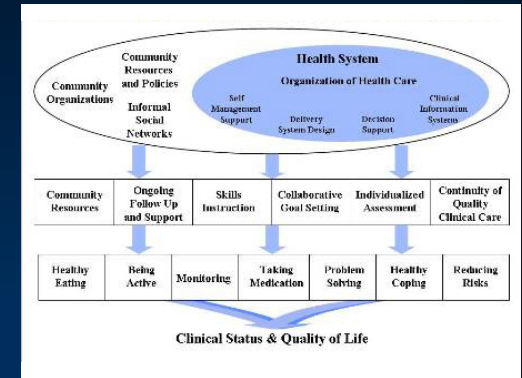 Community
Resources
and Policies
Community
Organizations
Informal
Social
Networks
Health System
Organization of Health Care
Self
Management
Support
Delivery
System Design
Decision
Support
Clinical
Information
Systems
Community
Resources
Ongoing
Follow Up
and Support
Skills
Instruction
Collaborative
Goal Setting
Individualized
Assessment
Continuity of
Quality
Clinical Care
Healthy
Eating
Being
Active
Monitoring
Taking
Medication
Problem
Solving
Healthy
Coping
Reducing
Risks
Clinical Status & Quality of Life